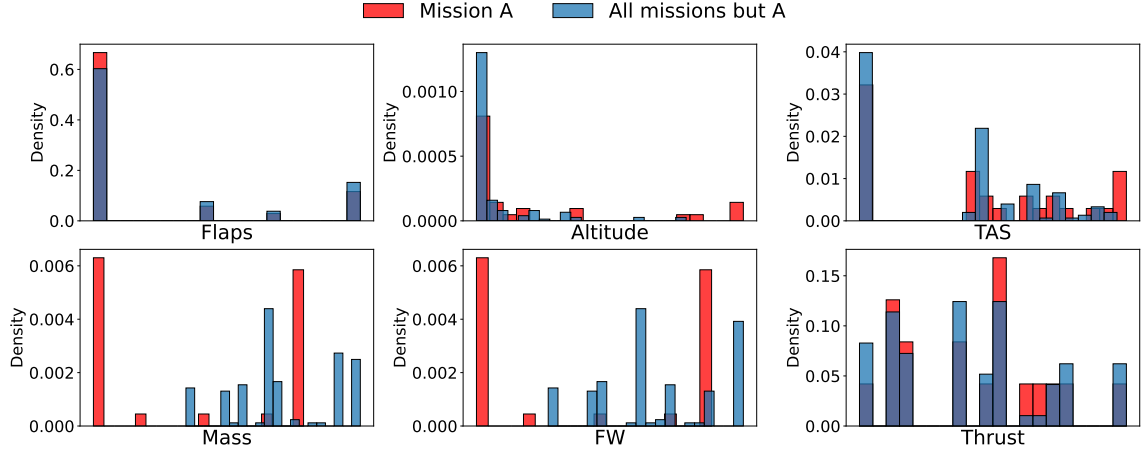 Mission A All missions but A
Density
0.6
0.4
0.2
0.0
Flaps
Density
0.0010
0.0005
0.0000
Altitude
Density
0.04
0.03
0.02
0.01
0.00
TAS
Density
0.006
0.004
0.002
0.000
Mass
Density
0.006
0.004
0.002
0.000
FW
Density
0.15
0.10
0.05
0.00
Thrust